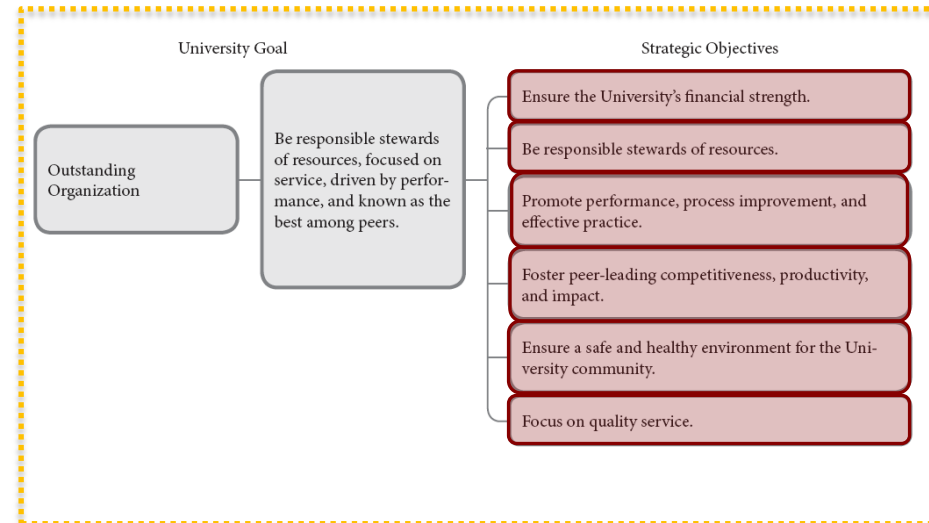 University Goal
Strategic Objectives
Outstanding
Organization
Be responsible stewards
of resources, focused on
service, driven by perfor-
mance, and known as the
best among peers.
Ensure the University’s financial strength.
Be responsible stewards of resources.
Promote performance, process improvement, and
effective practice.
Foster peer-leading competitiveness, productivity,
and impact.
Ensure a safe and healthy environment for the Uni-
versity community.
Focus on quality service.